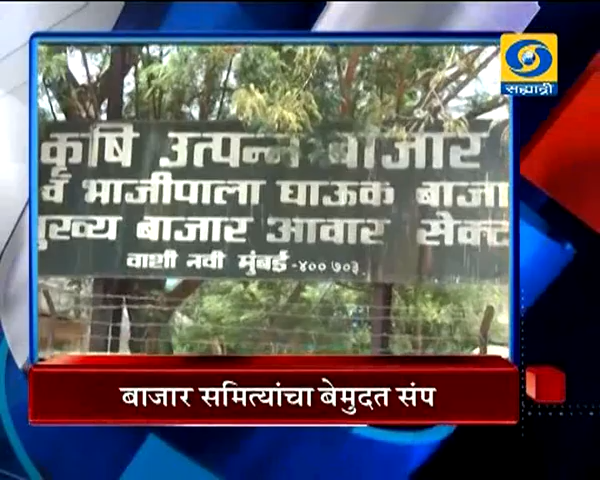 सह्याद्री
कृषि उत्पन्न बाजार
व भाजीपाला घाऊक बाजा
मुख्य बाजार आवार सेक्ट
वाशी नवी मुंबई -४०० ७०३.
बाजार समित्यांचा बेमुदत संप